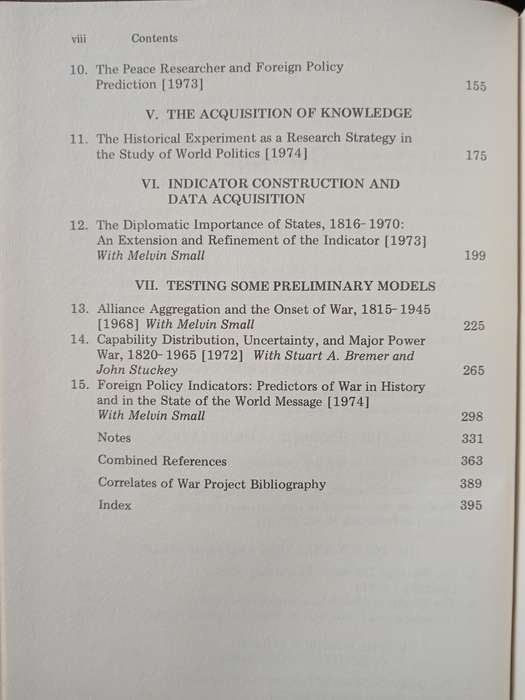 viii Contents
10. The Peace Researcher and Foreign Policy
Prediction [1973] 155
V. THE ACQUISITION OF KNOWLEDGE
11. The Historical Experiment as a Research Strategy in
the Study of World Politics [1974] 175
VI. INDICATOR CONSTRUCTION AND
DATA ACQUISITION
12. The Diplomatic Importance of States, 1816-1970:
An Extension and Refinement of the Indicator [1973]
With Melvin Small 199
VII. TESTING SOME PRELIMINARY MODELS
13. Alliance Aggregation and the Onset of War, 1815-1945
[1968] With Melvin Small 225
14. Capability Distribution, Uncertainty, and Major Power
War, 1820-1965 [1972] With Stuart A. Bremer and
John Stuckey 265
15. Foreign Policy Indicators: Predictors of War in History
and in the State of the World Message [1974]
With Melvin Small 298
Notes 331
Combined References 363
Correlates of War Project Bibliography 389
Index 395